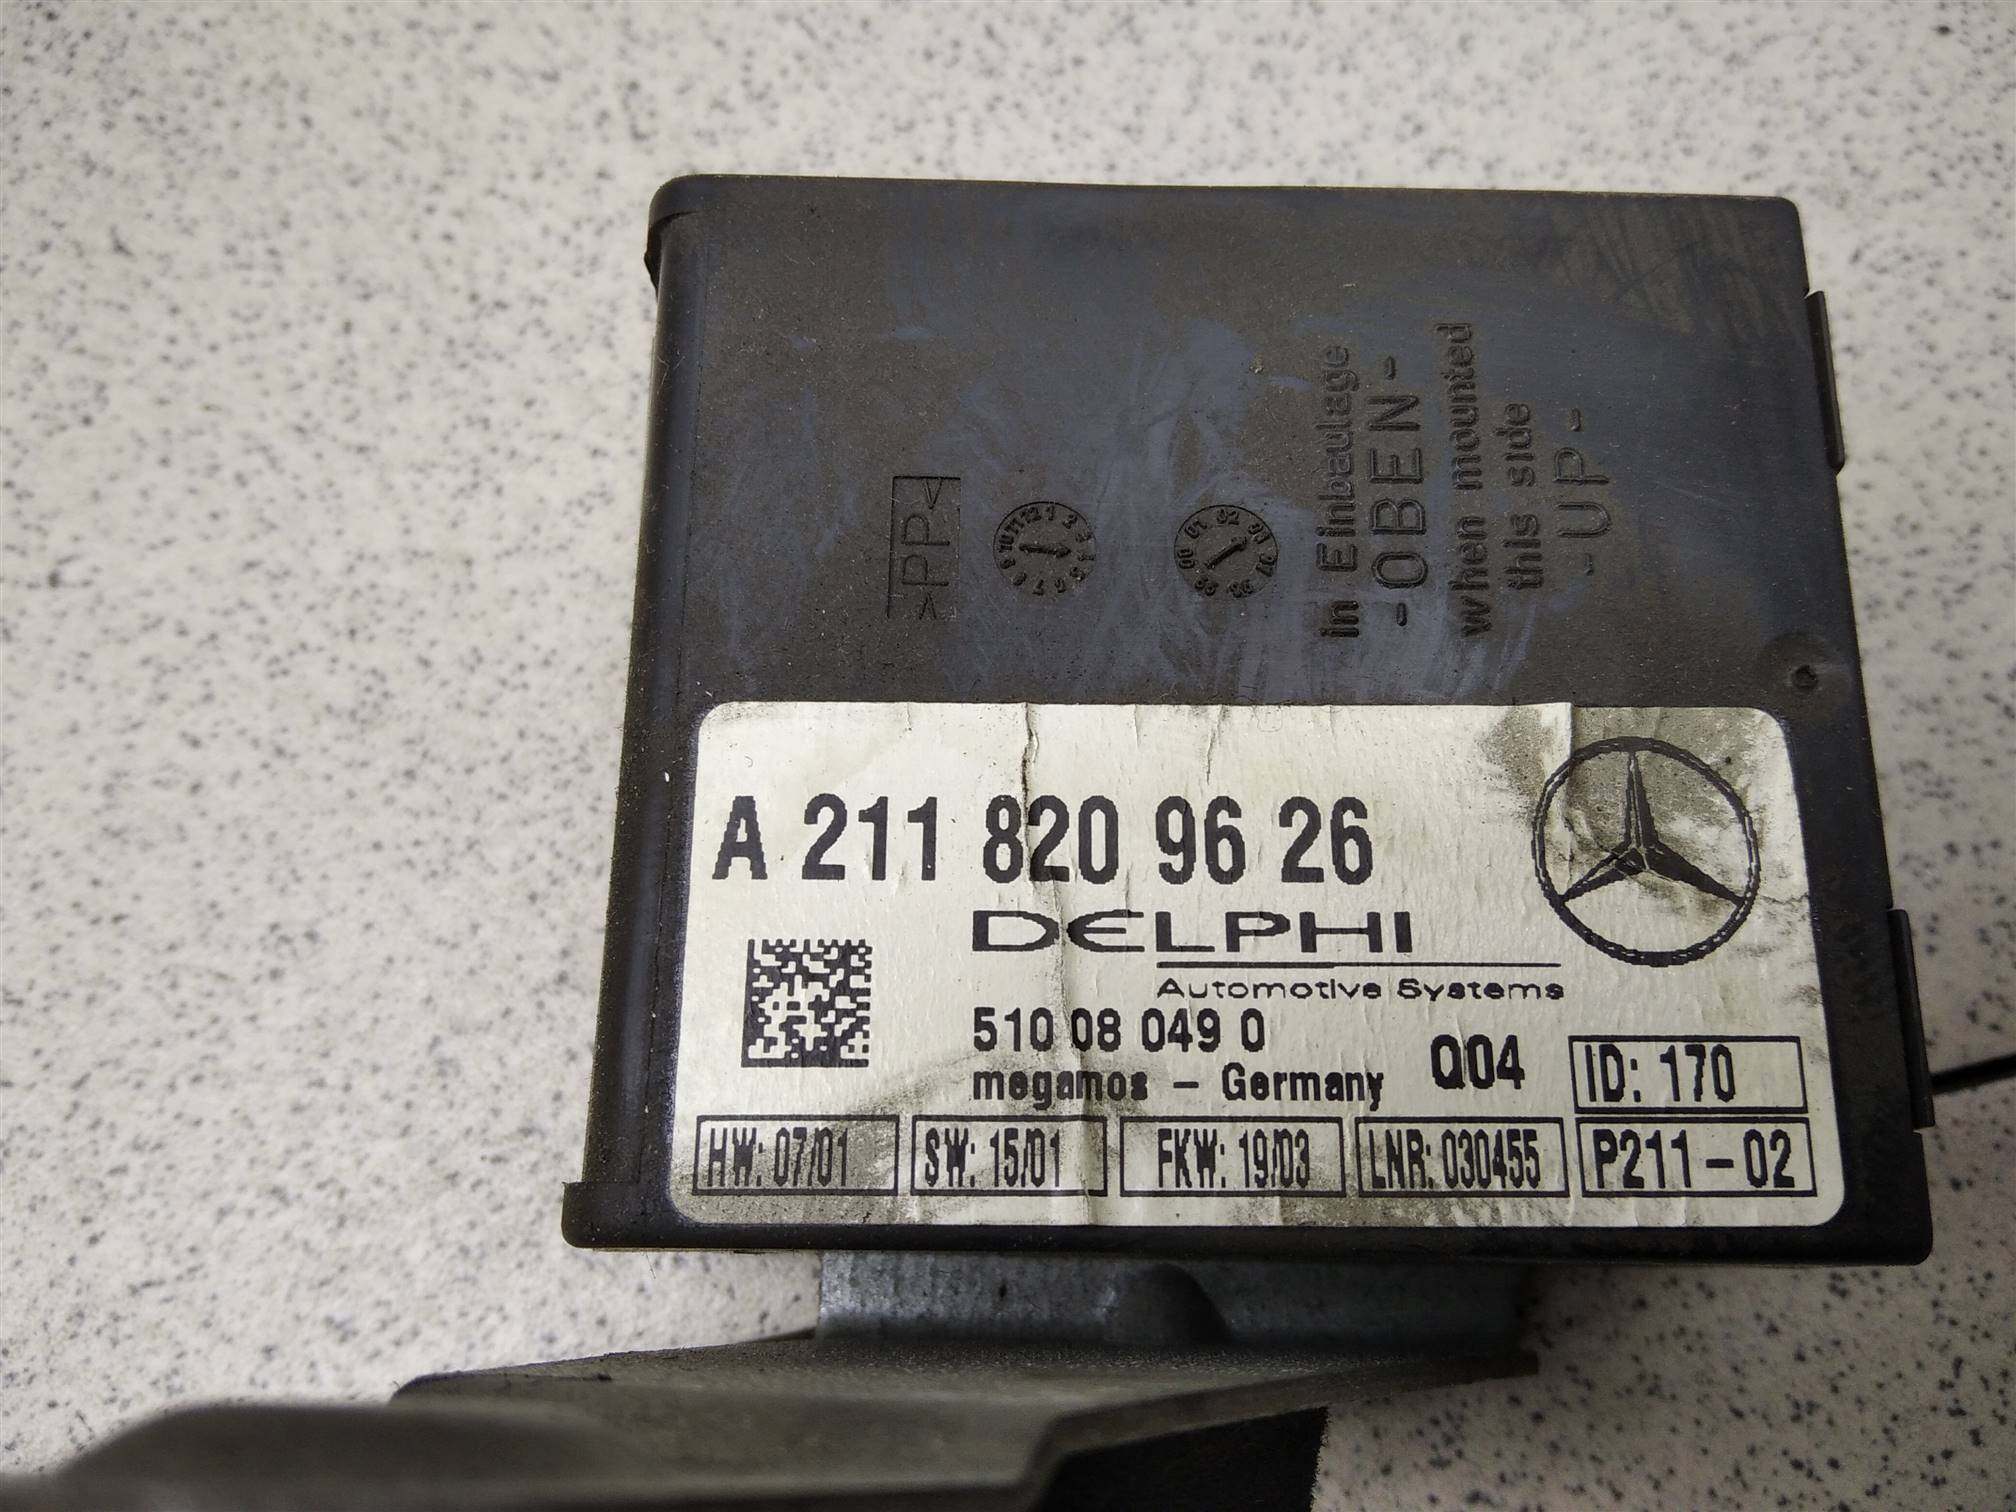 in Einbaulage
-OBEN-
when mounted
this side
-UP-
>PP<
A 211 820 96 26
DELPHI
Automotive Systems
510 08 049 0
megamos - Germany
Q04
ID: 170
HW: 07/01
SW: 15/01
FKW: 19/03
LNR: 030455
P211-02